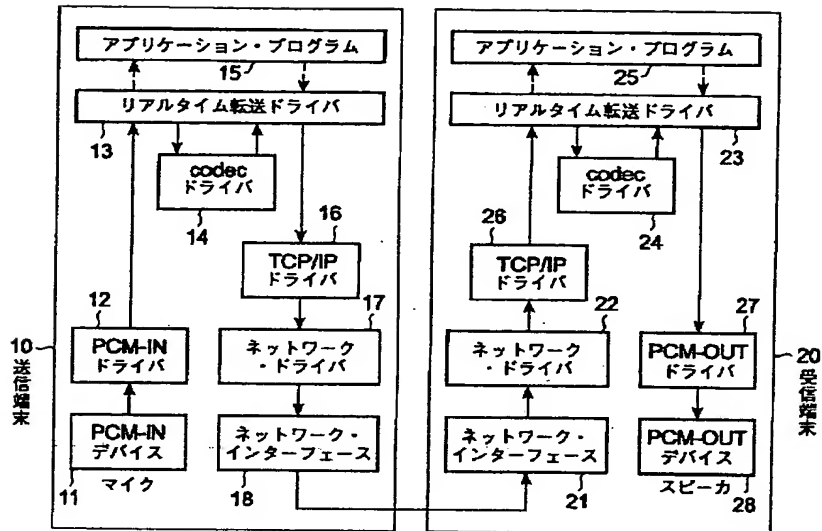 アプリケーション・プログラム
15
リアルタイム転送ドライバ
13
codec
ドライバ
14
16
TCP/IP
ドライバ
12
PCM-IN
ドライバ
17
ネットワーク
・ドライバ
10
送信端末
PCM-IN
デバイス
11
マイク
ネットワーク・
インターフェース
18
アプリケーション・プログラム
25
リアルタイム転送ドライバ
23
codec
ドライバ
24
26
TCP/IP
ドライバ
22
ネットワーク
・ドライバ
27
PCM-OUT
ドライバ
20
受信端末
ネットワーク・
インターフェース
21
PCM-OUT
デバイス
スピーカ
28